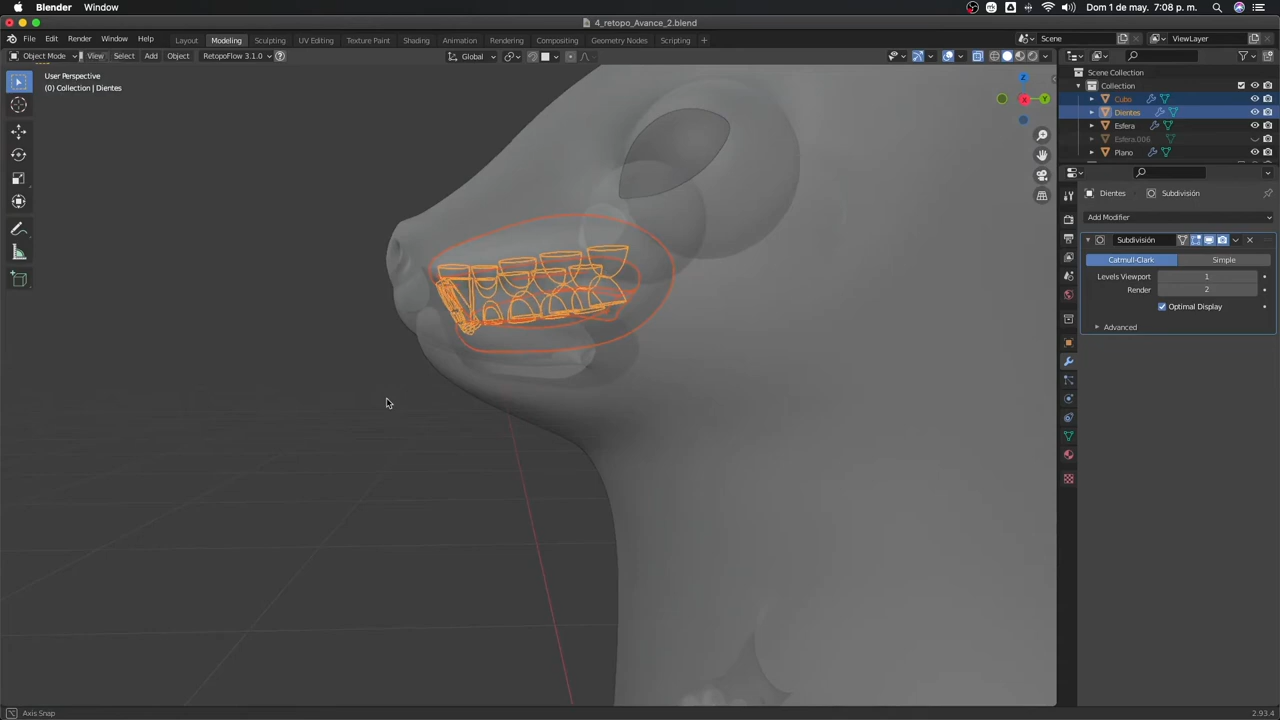 Blender Window
Dom 1 de may. 7:08 p. m.
4_retopo_Avance_2.blend
File Edit Render Window Help
Layout Modeling Sculpting UV Editing Texture Paint Shading Animation Rendering Compositing Geometry Nodes Scripting +
Scene
ViewLayer
Object Mode View Select Add Object RetopoFlow 3.1.0
Global
User Perspective
(0) Collection | Dientes
Z
X
Y
Scene Collection
Collection
Cubo
Dientes
Esfera
Esfera.006
Plano
Dientes Subdivisión
Add Modifier
Subdivisión
Catmull-Clark Simple
Levels Viewport 1
Render 2
Optimal Display
Advanced
Axis Snap
2.93.4